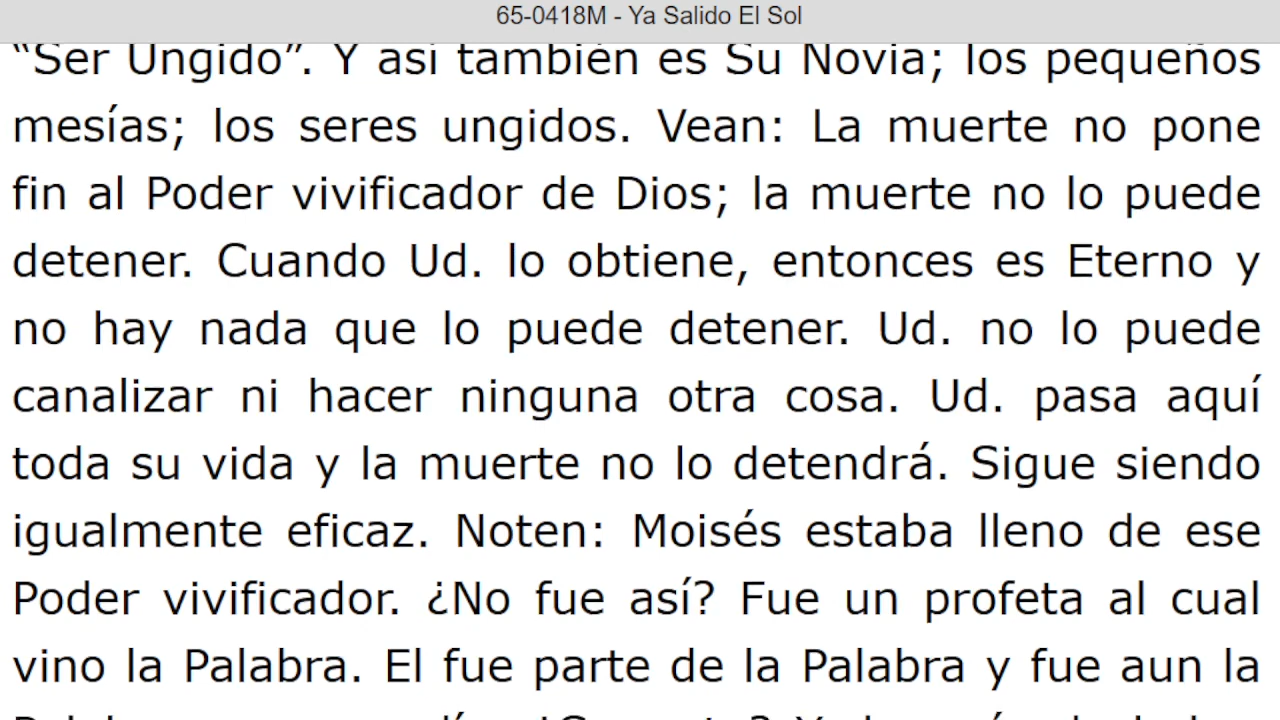 65-0418M - Ya Salido El Sol
“Ser Ungido”. Y así también es Su Novia; los pequeños
mesías; los seres ungidos. Vean: La muerte no pone
fin al Poder vivificador de Dios; la muerte no lo puede
detener. Cuando Ud. lo obtiene, entonces es Eterno y
no hay nada que lo puede detener. Ud. no lo puede
canalizar ni hacer ninguna otra cosa. Ud. pasa aquí
toda su vida y la muerte no lo detendrá. Sigue siendo
igualmente eficaz. Noten: Moisés estaba lleno de ese
Poder vivificador. ¿No fue así? Fue un profeta al cual
vino la Palabra. El fue parte de la Palabra y fue aun la